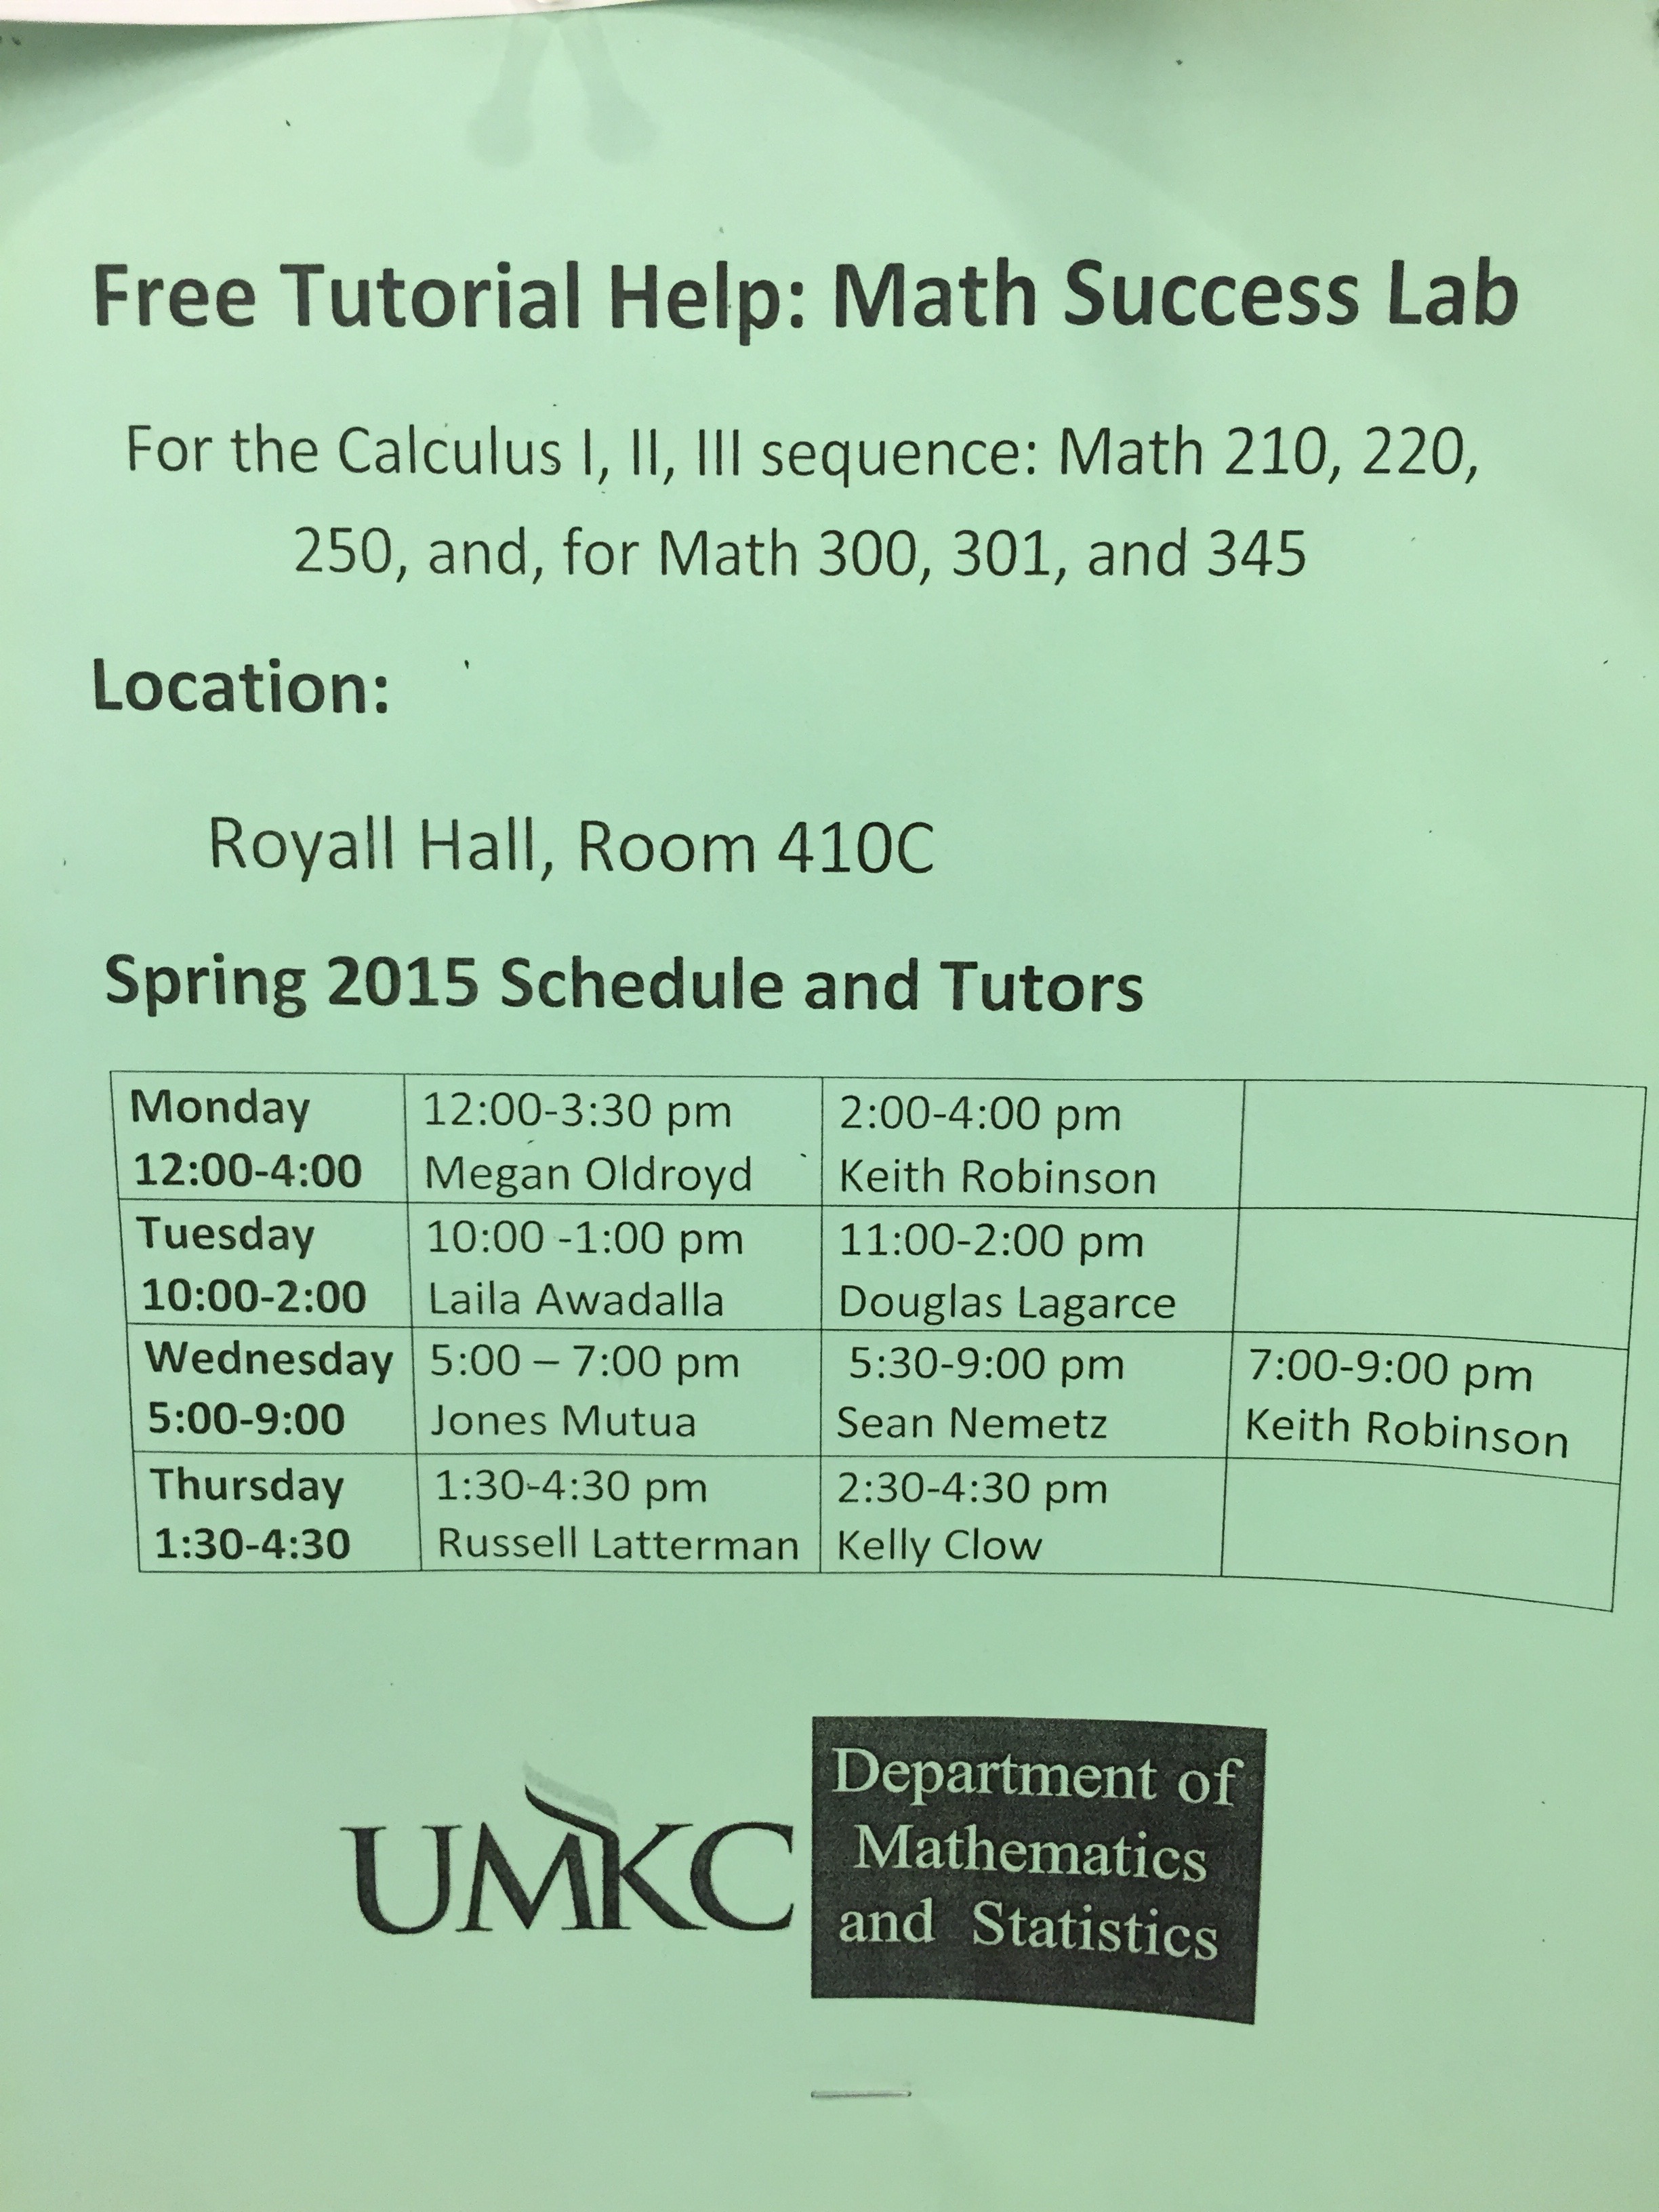 Free Tutorial Help: Math Success Lab
For the Calculus I, II, III sequence: Math 210, 220,
250, and, for Math 300, 301, and 345
Location:
Royall Hall, Room 410C
Spring 2015 Schedule and Tutors
Monday 12:00-3:30 pm 2:00-4:00 pm
12:00-4:00 Megan Oldroyd Keith Robinson
Tuesday 10:00 -1:00 pm 11:00-2:00 pm
10:00-2:00 Laila Awadalla Douglas Lagarce
Wednesday 5:00 – 7:00 pm 5:30-9:00 pm 7:00-9:00 pm
5:00-9:00 Jones Mutua Sean Nemetz Keith Robinson
Thursday 1:30-4:30 pm 2:30-4:30 pm
1:30-4:30 Russell Latterman Kelly Clow
UMKC
Department of
Mathematics
and Statistics